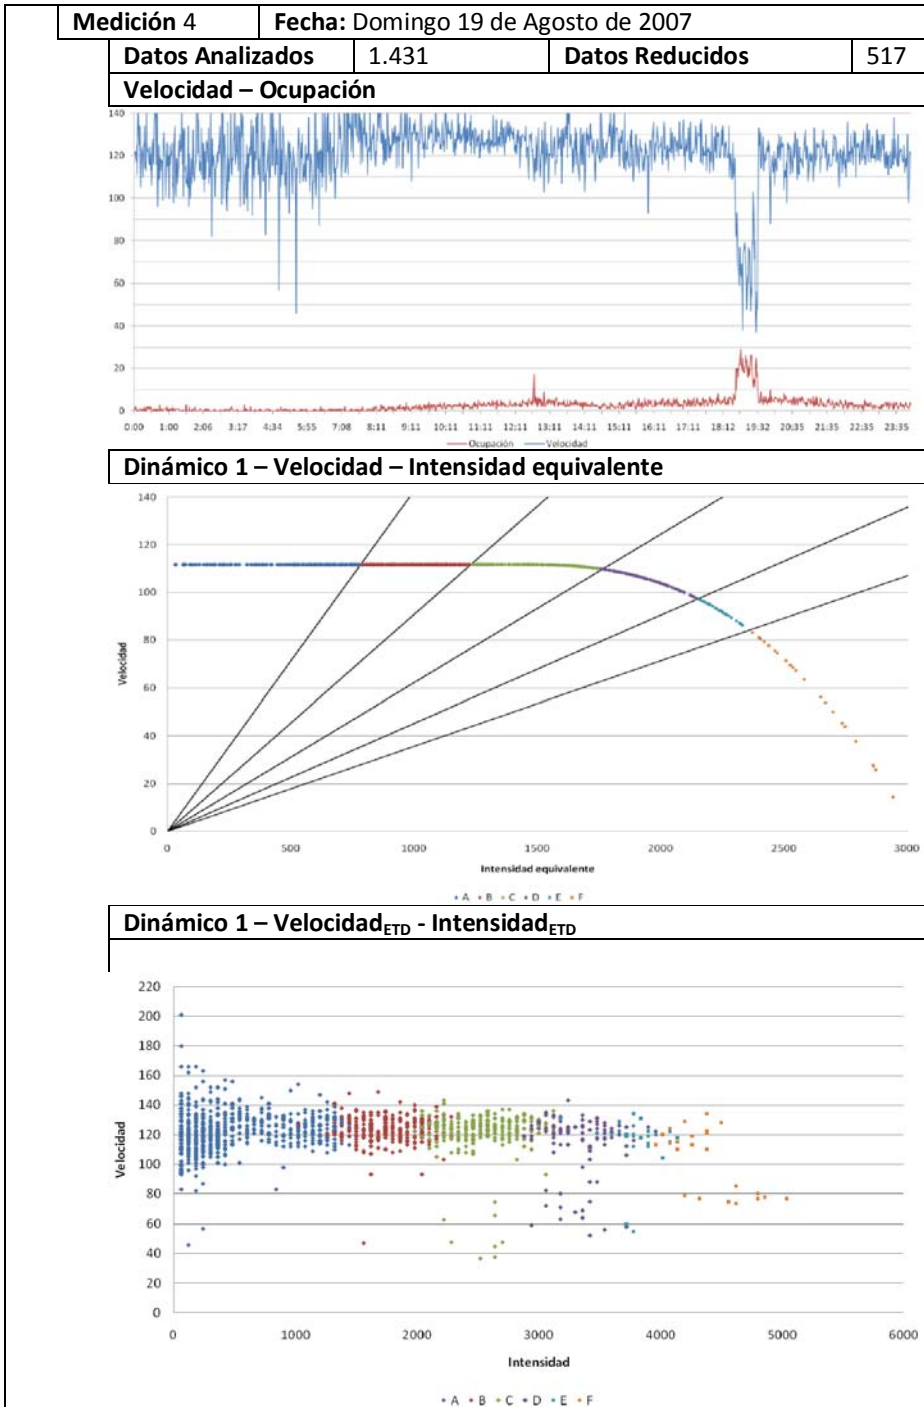 Medición 4 Fecha: Domingo 19 de Agosto de 2007
Datos Analizados 1.431 Datos Reducidos 517
Velocidad – Ocupación
140
120
100
80
60
40
20
0
0:00 1:00 2:06 3:17 4:34 5:55 7:08 8:11 9:11 10:11 11:11 12:11 13:11 14:11 15:11 16:11 17:11 18:12 19:32 20:35 21:35 22:35 23:35
Ocupación Velocidad
Dinámico 1 – Velocidad – Intensidad equivalente
140
120
100
80
60
40
20
0
Velocidad
0 500 1000 1500 2000 2500 3000
Intensidad equivalente
A B C D E F
Dinámico 1 – VelocidadETD - IntensidadETD
220
200
180
160
140
120
100
80
60
40
20
0
Velocidad
0 1000 2000 3000 4000 5000 6000
Intensidad
A B C D E F